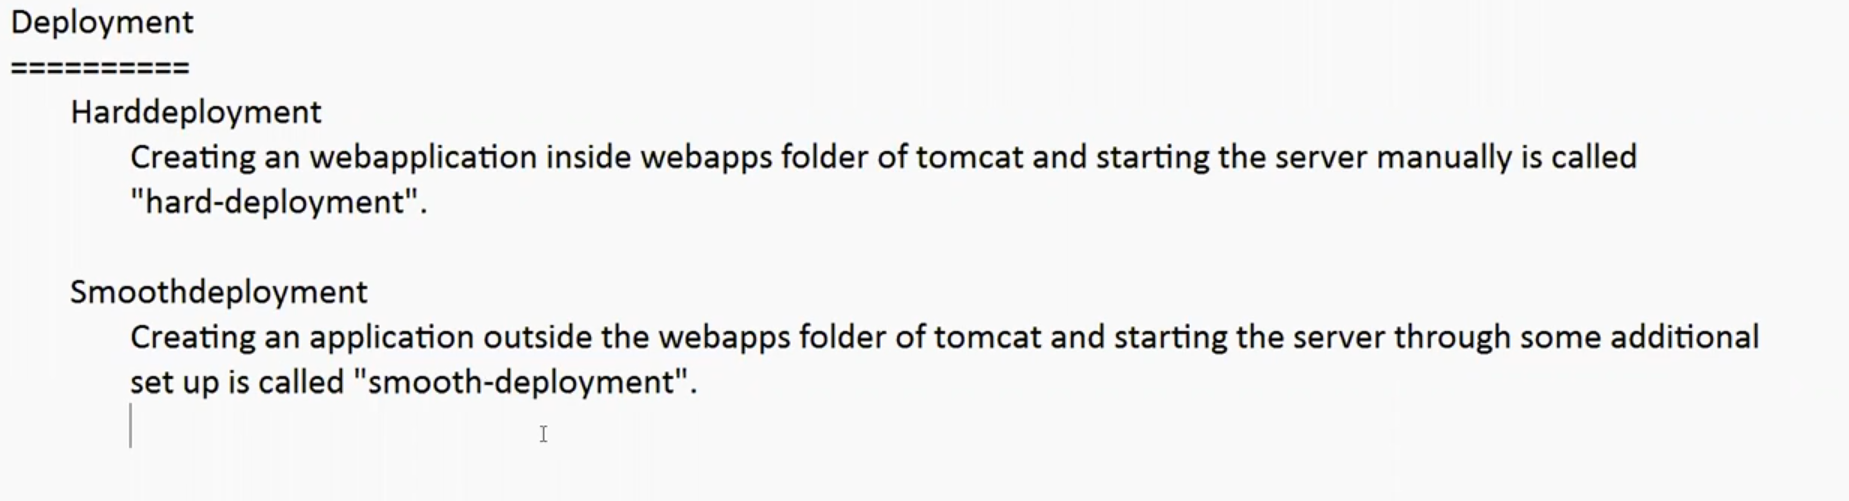 Deployment
==========
Harddeployment
Creating an webapplication inside webapps folder of tomcat and starting the server manually is called
"hard-deployment".
Smoothdeployment
Creating an application outside the webapps folder of tomcat and starting the server through some additional
set up is called "smooth-deployment".